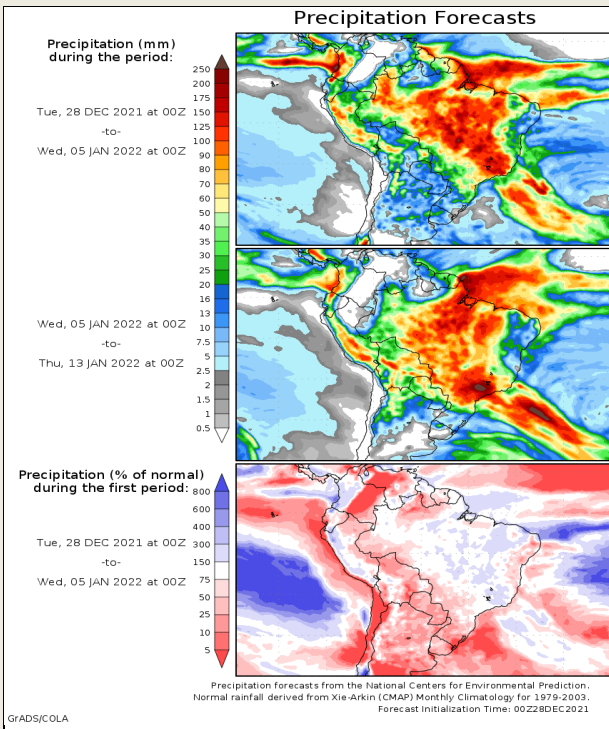 Precipitation Forecasts
Precipitation (mm)
during the period:
Tue, 28 DEC 2021 at 00Z
-to-
Wed, 05 JAN 2022 at 00Z
250
200
175
150
125
100
90
80
70
60
50
40
35
30
25
20
16
13
10
7.5
5
2.5
2
1.5
1
0.5
Wed, 05 JAN 2022 at 00Z
-to-
Thu, 13 JAN 2022 at 00Z
Precipitation (% of normal)
during the first period:
Tue, 28 DEC 2021 at 00Z
-to-
Wed, 05 JAN 2022 at 00Z
800
600
400
300
150
75
50
25
10
5
Precipitation forecasts from the National Centers for Environmental Prediction.
Normal rainfall derived from Xie-Arkin (CMAP) Monthly Climatology for 1979-2003.
Forecast Initialization Time: 00Z28DEC2021
GrADS/COLA